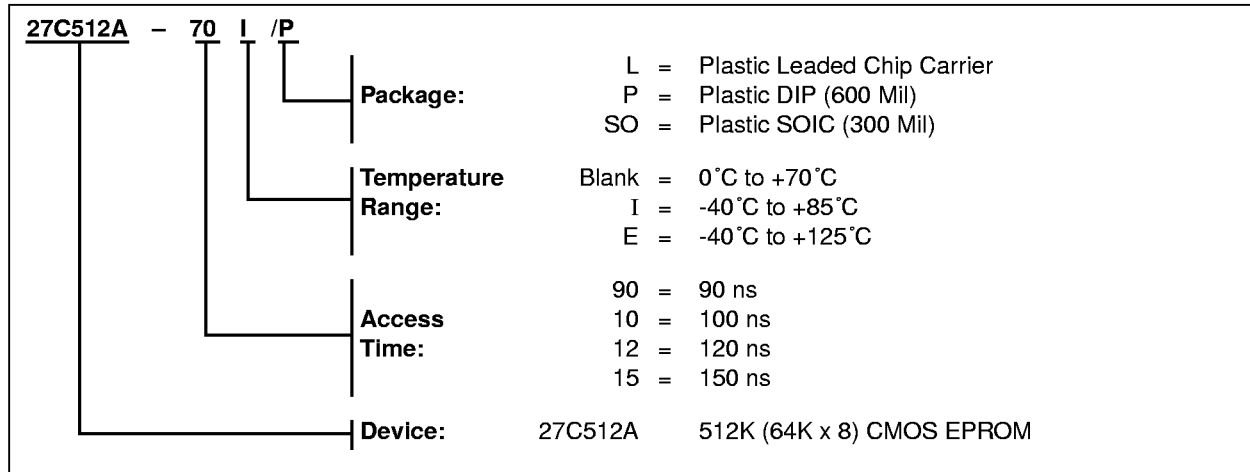 27C512A – 70 I /P
L = Plastic Leaded Chip Carrier
Package: P = Plastic DIP (600 Mil)
SO = Plastic SOIC (300 Mil)
Temperature Blank = 0˚C to +70˚C
Range: I = -40˚C to +85˚C
E = -40˚C to +125˚C
90 = 90 ns
Access 10 = 100 ns
Time: 12 = 120 ns
15 = 150 ns
Device: 27C512A 512K (64K x 8) CMOS EPROM